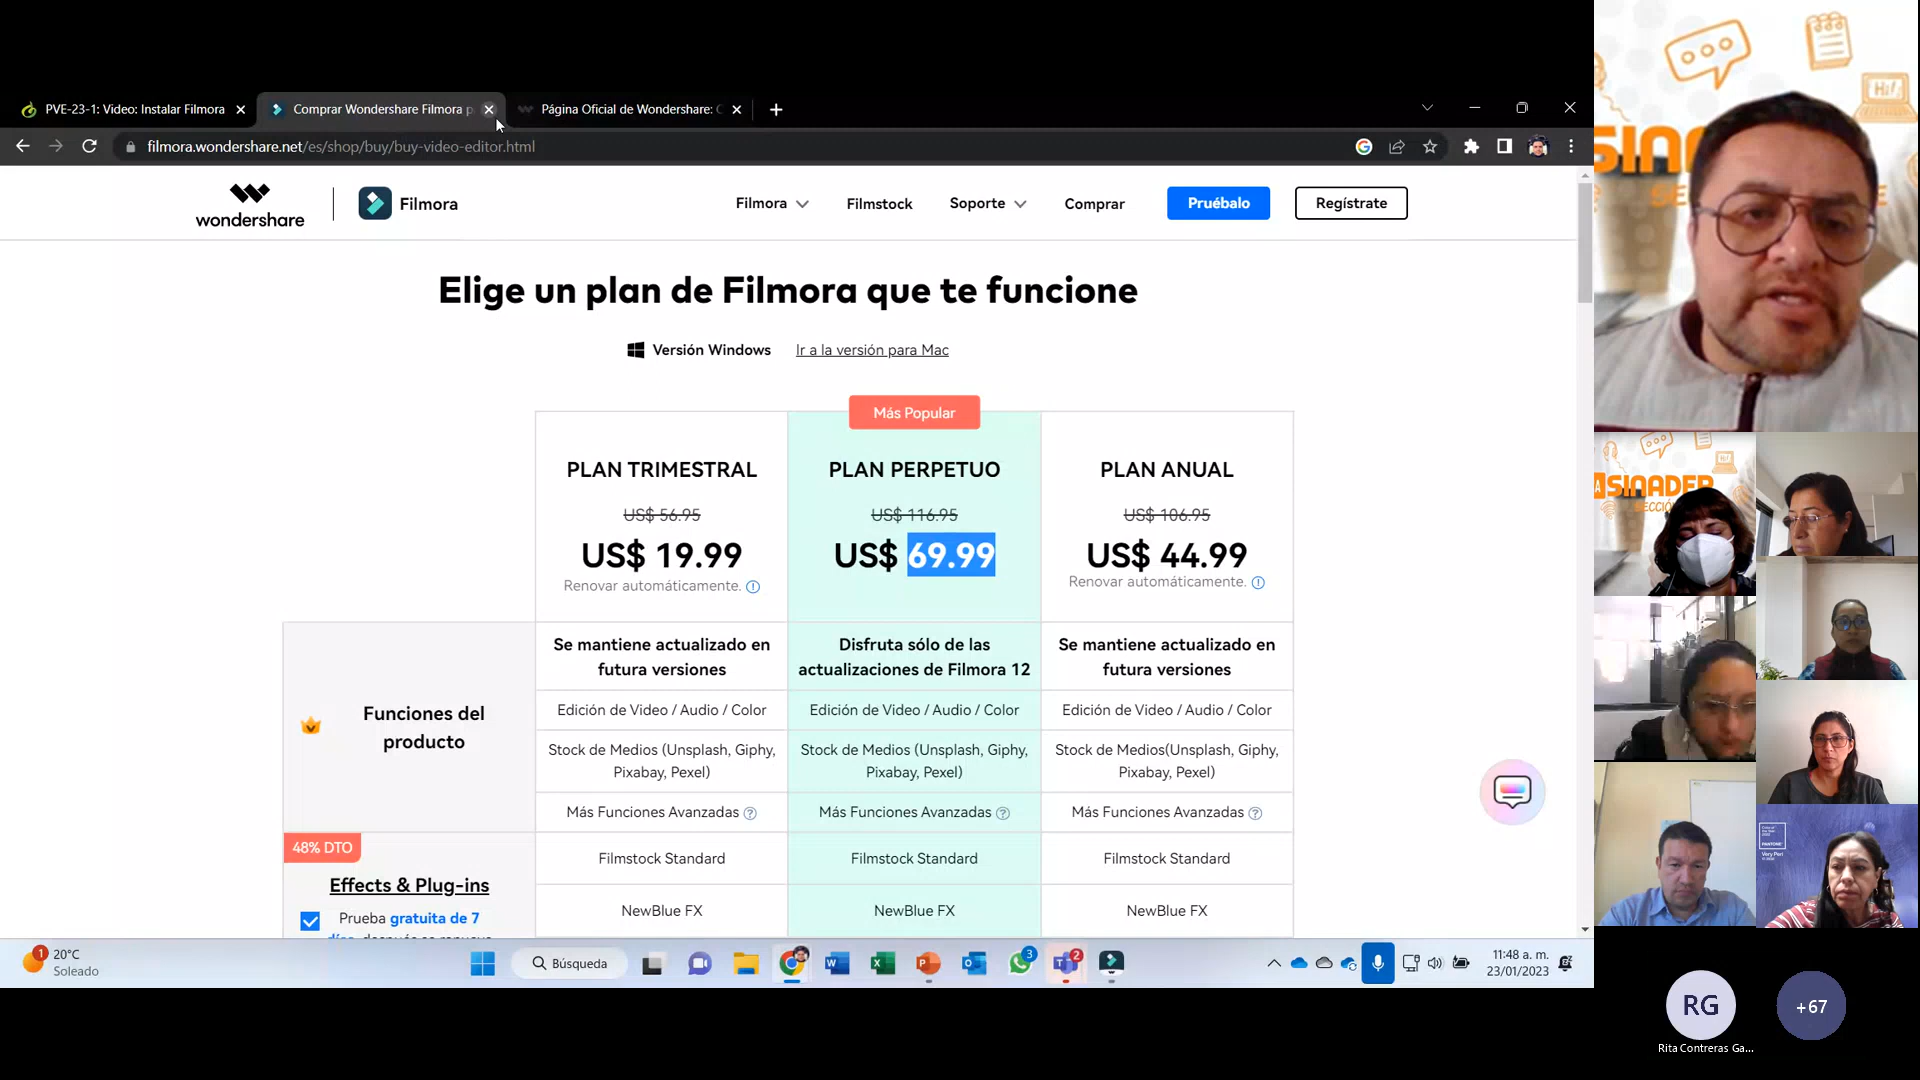 PVE-23-1: Video: Instalar Filmora
Comprar Wondershare Filmora p
Página Oficial de Wondershare: C
filmora.wondershare.net/es/shop/buy/buy-video-editor.html
wondershare
Filmora
Filmora
Filmstock
Soporte
Comprar
Pruébalo
Regístrate
Elige un plan de Filmora que te funcione
Versión Windows
Ir a la versión para Mac
Más Popular
PLAN TRIMESTRAL
PLAN PERPETUO
PLAN ANUAL
US$ 56.95
US$ 116.95
US$ 106.95
US$ 19.99
US$ 69.99
US$ 44.99
Renovar automáticamente.
Renovar automáticamente.
Funciones del
producto
Se mantiene actualizado en
futura versiones
Disfruta sólo de las
actualizaciones de Filmora 12
Se mantiene actualizado en
futura versiones
Edición de Video / Audio / Color
Edición de Video / Audio / Color
Edición de Video / Audio / Color
Stock de Medios (Unsplash, Giphy,
Pixabay, Pexel)
Stock de Medios (Unsplash, Giphy,
Pixabay, Pexel)
Stock de Medios(Unsplash, Giphy,
Pixabay, Pexel)
Más Funciones Avanzadas
Más Funciones Avanzadas
Más Funciones Avanzadas
48% DTO
Effects & Plug-ins
Prueba gratuita de 7
Filmstock Standard
Filmstock Standard
Filmstock Standard
NewBlue FX
NewBlue FX
NewBlue FX
1
20°C
Soleado
Búsqueda
3
2
11:48 a. m.
23/01/2023
Hi!
SINADEP
RG
Rita Contreras Ga...
+67